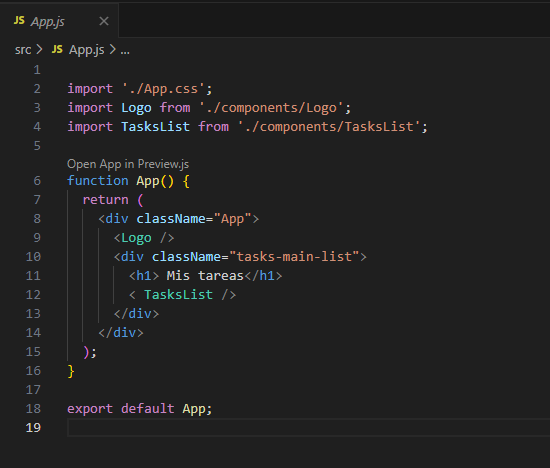 JS App.js ×
src > JS App.js > ...
1
2 import './App.css';
3 import Logo from './components/Logo';
4 import TasksList from './components/TasksList';
5
Open App in Preview.js
6 function App() {
7   return (
8     <div className="App">
9       <Logo />
10       <div className="tasks-main-list">
11         <h1> Mis tareas</h1>
12         < TasksList />
13       </div>
14     </div>
15   );
16 }
17
18 export default App;
19